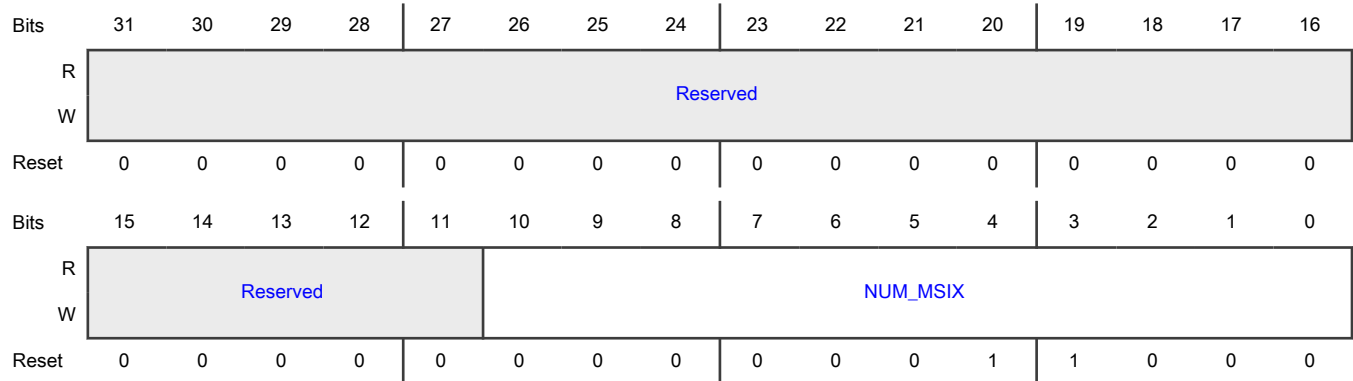 Bits 31 30 29 28 27 26 25 24 23 22 21 20 19 18 17 16
R
Reserved
W
Reset 0 0 0 0 0 0 0 0 0 0 0 0 0 0 0 0
Bits 15 14 13 12 11 10 9 8 7 6 5 4 3 2 1 0
R
Reserved NUM_MSIX
W
Reset 0 0 0 0 0 0 0 0 0 0 0 1 1 0 0 0